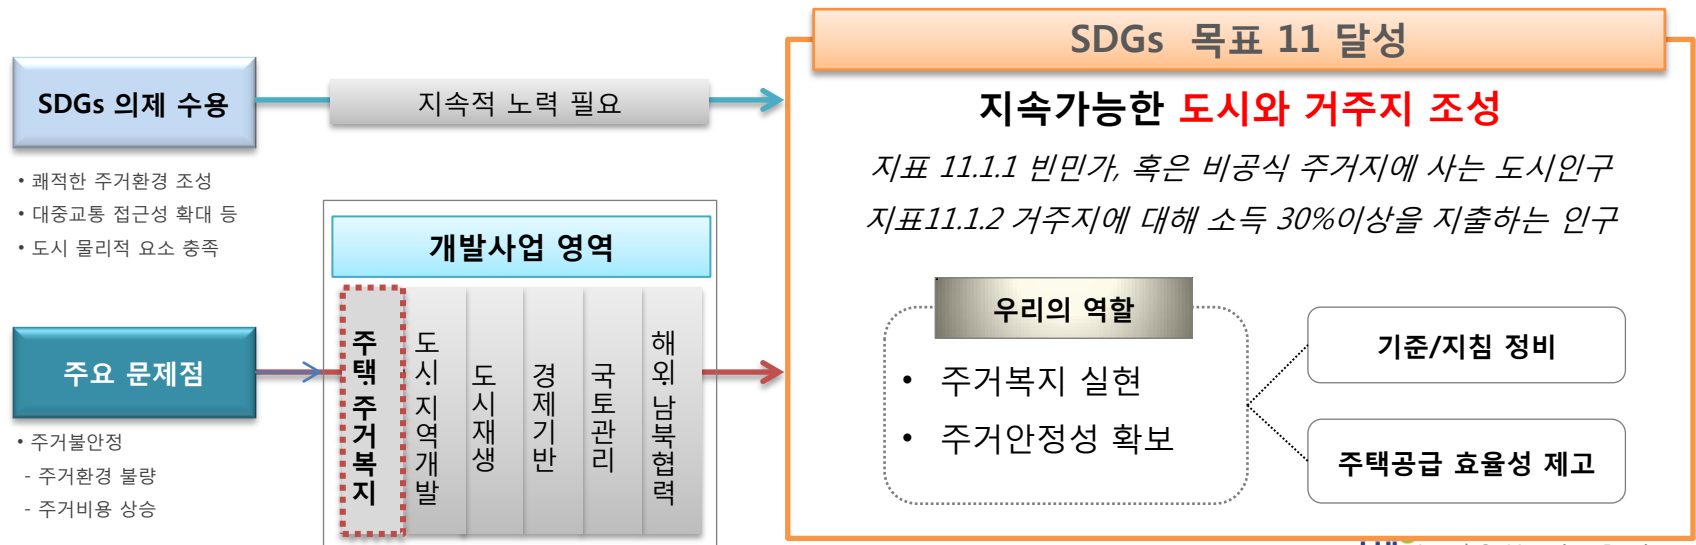 SDGs 의제 수용
• 쾌적한 주거환경 조성
• 대중교통 접근성 확대 등
• 도시 물리적 요소 충족
지속적 노력 필요
주요 문제점
• 주거불안정
- 주거환경 불량
- 주거비용 상승
개발사업 영역
주택·주거복지
도시·지역개발
도시재생
경제기반
국토관리
해외·남북협력
SDGs 목표 11 달성
지속가능한 도시와 거주지 조성
지표 11.1.1 빈민가, 혹은 비공식 주거지에 사는 도시인구
지표11.1.2 거주지에 대해 소득 30%이상을 지출하는 인구
우리의 역할
• 주거복지 실현
• 주거안정성 확보
기준/지침 정비
주택공급 효율성 제고